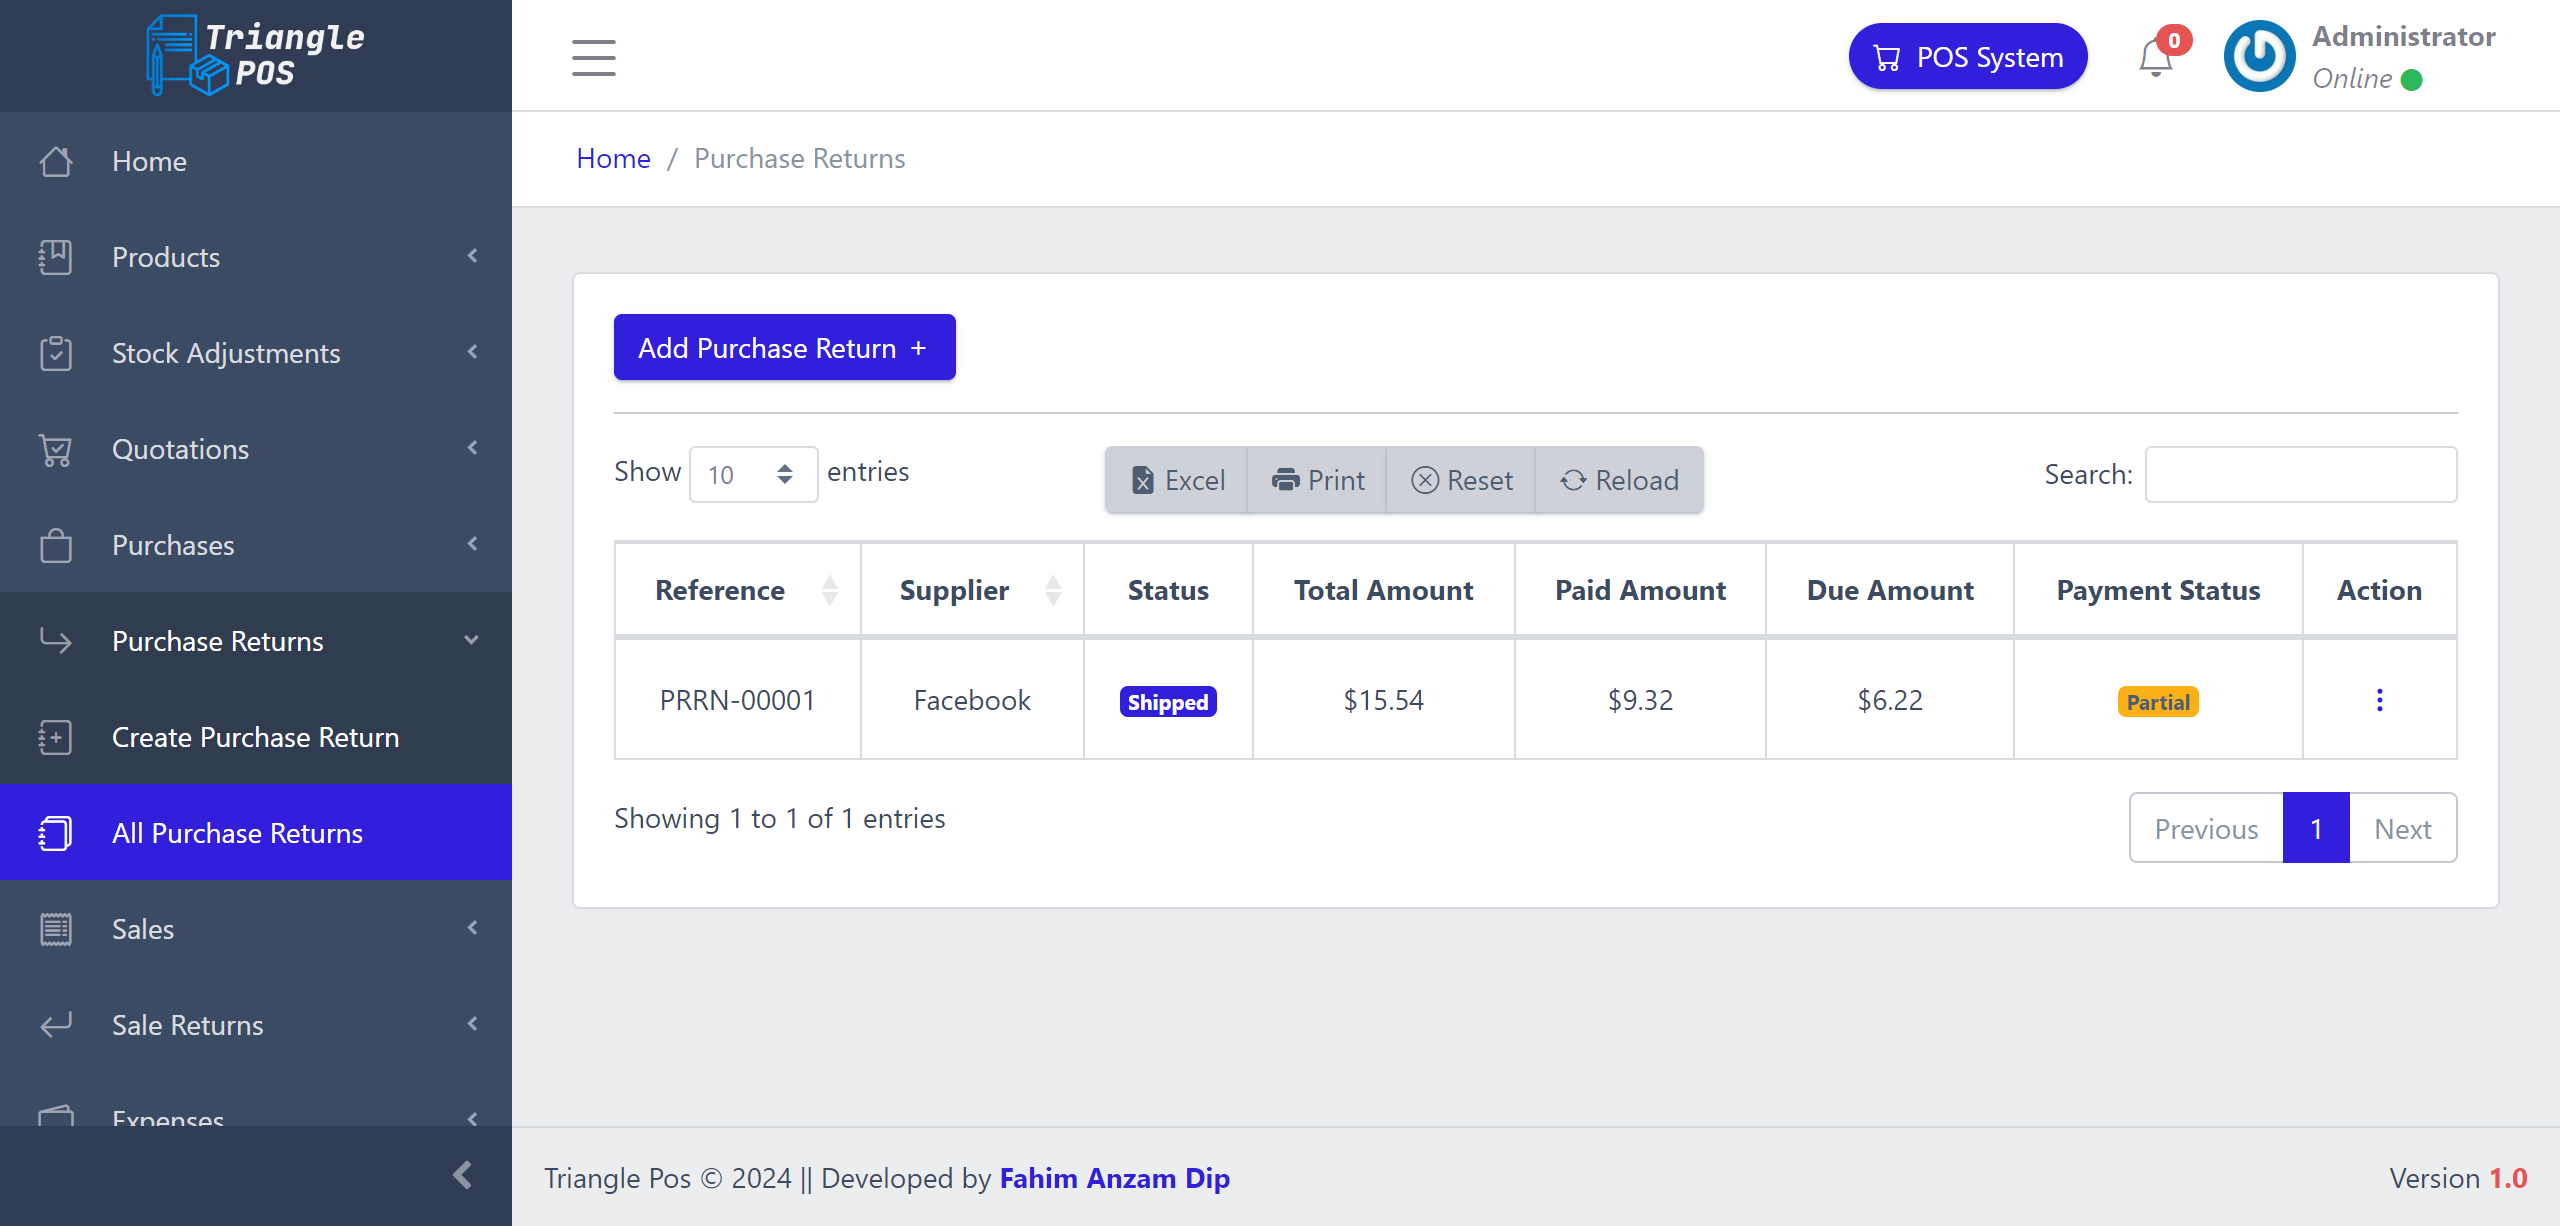 Triangle
POS
Home
Products
Stock Adjustments
Quotations
Purchases
Purchase Returns
Create Purchase Return
All Purchase Returns
Sales
Sale Returns
Expenses
POS System
0
Administrator
Online
Home / Purchase Returns
Add Purchase Return +
Show 10 entries
Excel Print Reset Reload
Search:
Reference Supplier Status Total Amount Paid Amount Due Amount Payment Status Action
PRRN-00001 Facebook Shipped $15.54 $9.32 $6.22 Partial
Showing 1 to 1 of 1 entries
Previous 1 Next
Triangle Pos © 2024 || Developed by Fahim Anzam Dip
Version 1.0